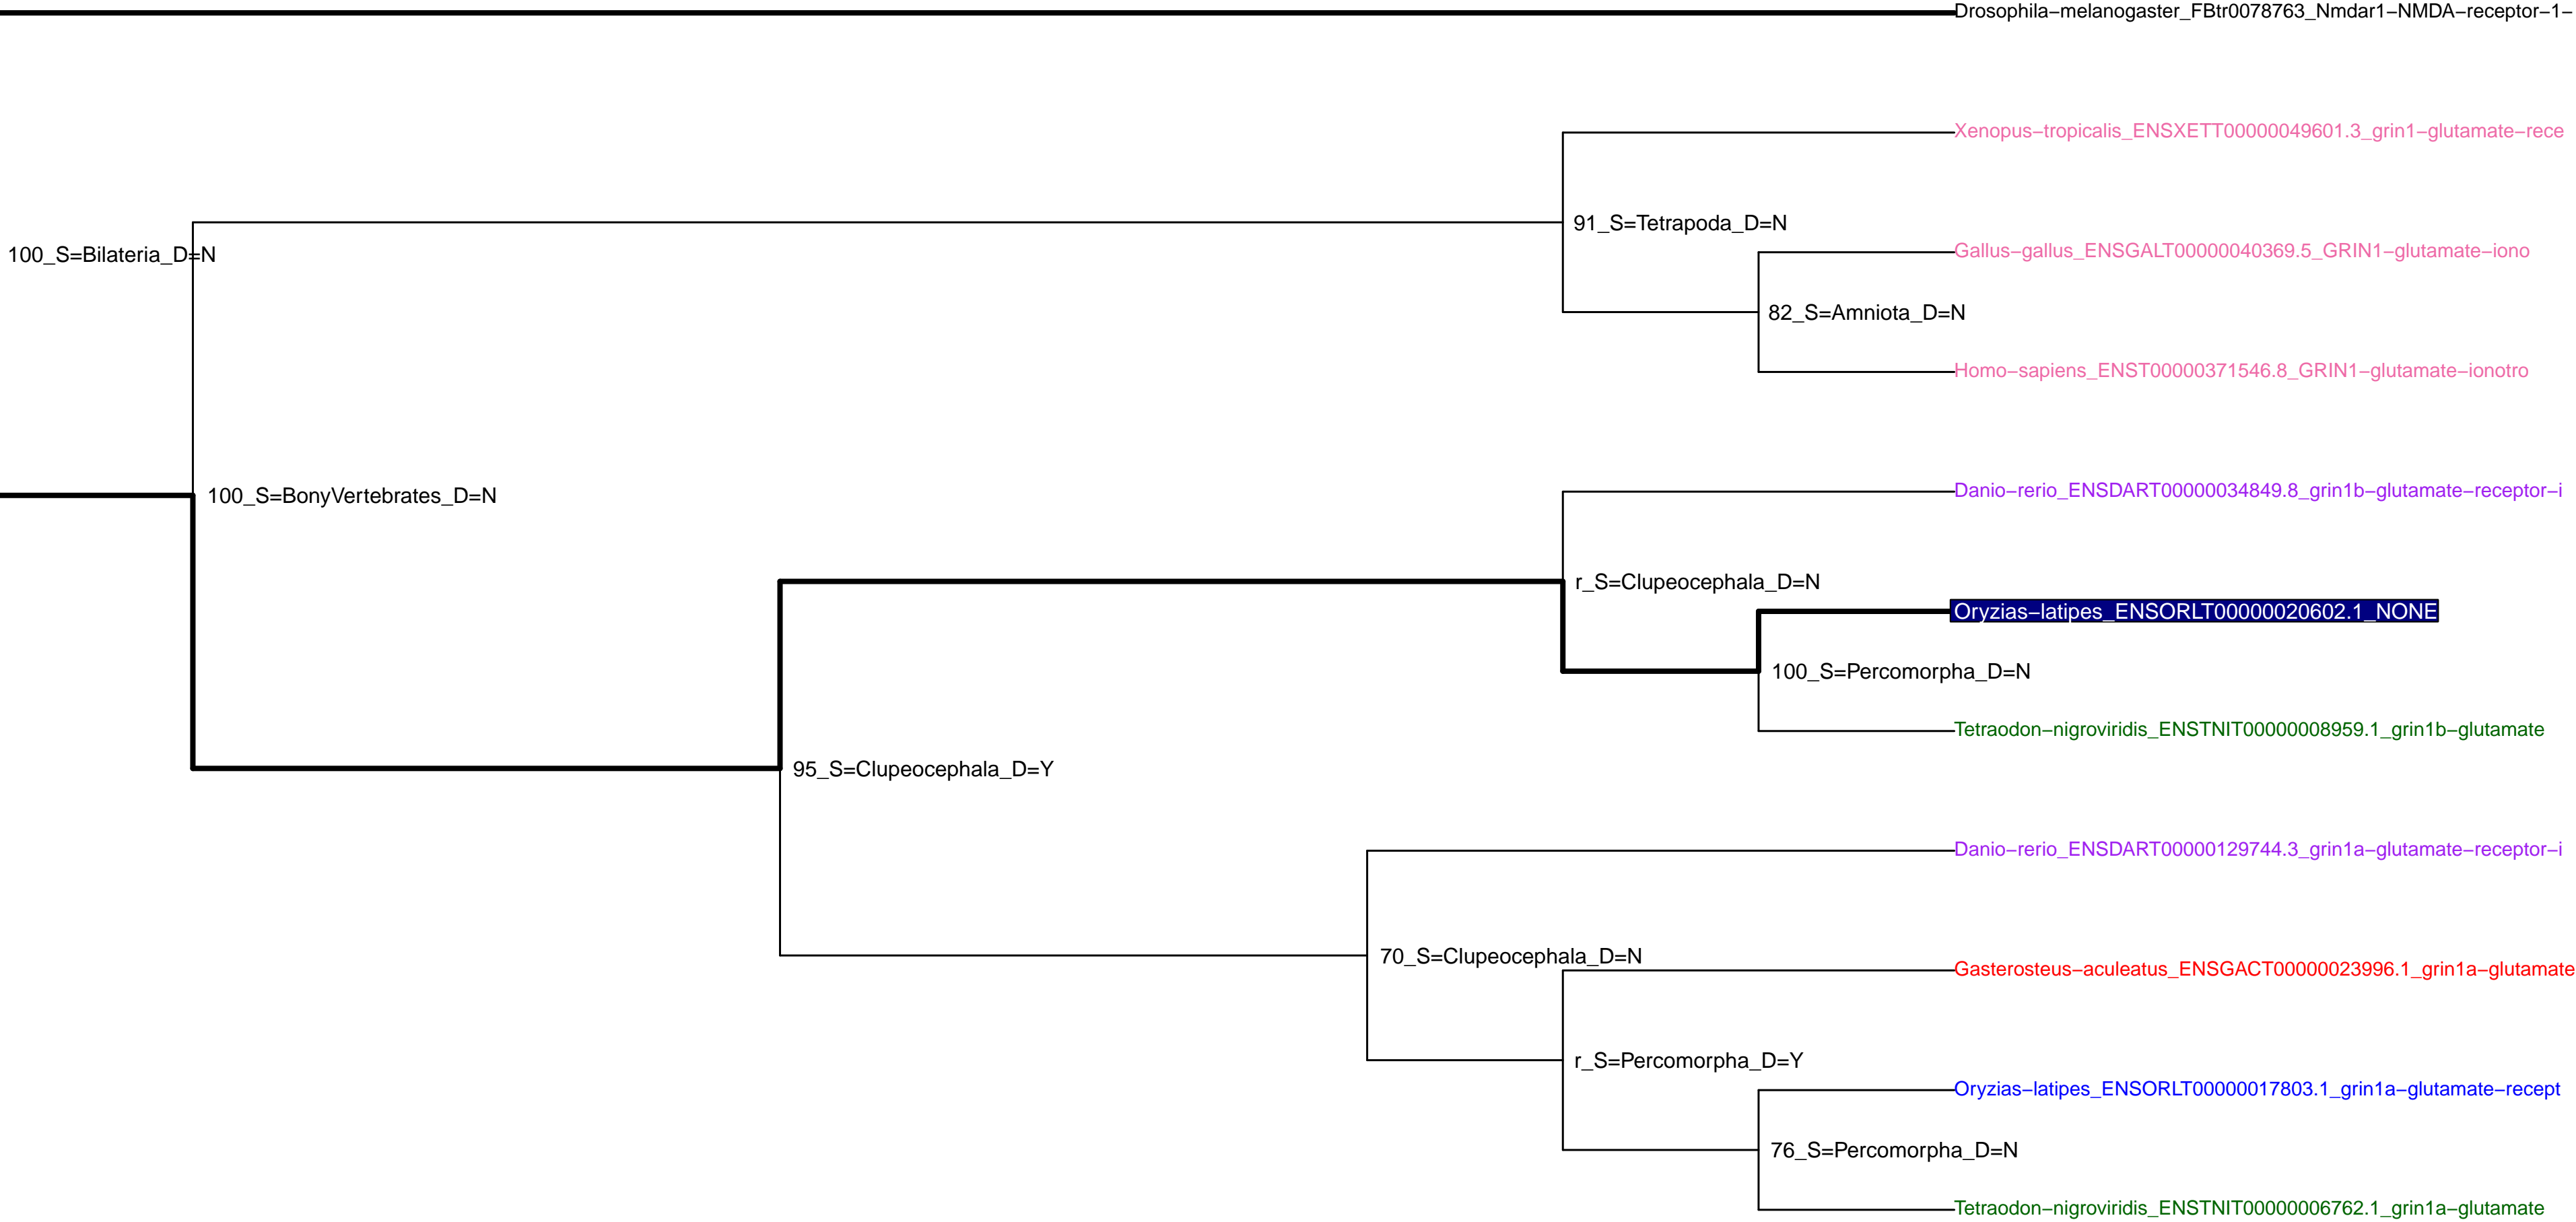 Drosophila−melanogaster_FBtr0078763_Nmdar1−NMDA−receptor−1−
Xenopus−tropicalis_ENSXETT00000049601.3_grin1−glutamate−rece
91_S=Tetrapoda_D=N
100_S=Bilateria_D=N
Gallus−gallus_ENSGALT00000040369.5_GRIN1−glutamate−iono
82_S=Amniota_D=N
Homo−sapiens_ENST00000371546.8_GRIN1−glutamate−ionotro
100_S=BonyVertebrates_D=N
Danio−rerio_ENSDART00000034849.8_grin1b−glutamate−receptor−i
r_S=Clupeocephala_D=N
Oryzias−latipes_ENSORLT00000020602.1_NONE
100_S=Percomorpha_D=N
Tetraodon−nigroviridis_ENSTNIT00000008959.1_grin1b−glutamate
95_S=Clupeocephala_D=Y
Danio−rerio_ENSDART00000129744.3_grin1a−glutamate−receptor−i
70_S=Clupeocephala_D=N
Gasterosteus−aculeatus_ENSGACT00000023996.1_grin1a−glutamate
r_S=Percomorpha_D=Y
Oryzias−latipes_ENSORLT00000017803.1_grin1a−glutamate−recept
76_S=Percomorpha_D=N
Tetraodon−nigroviridis_ENSTNIT00000006762.1_grin1a−glutamate